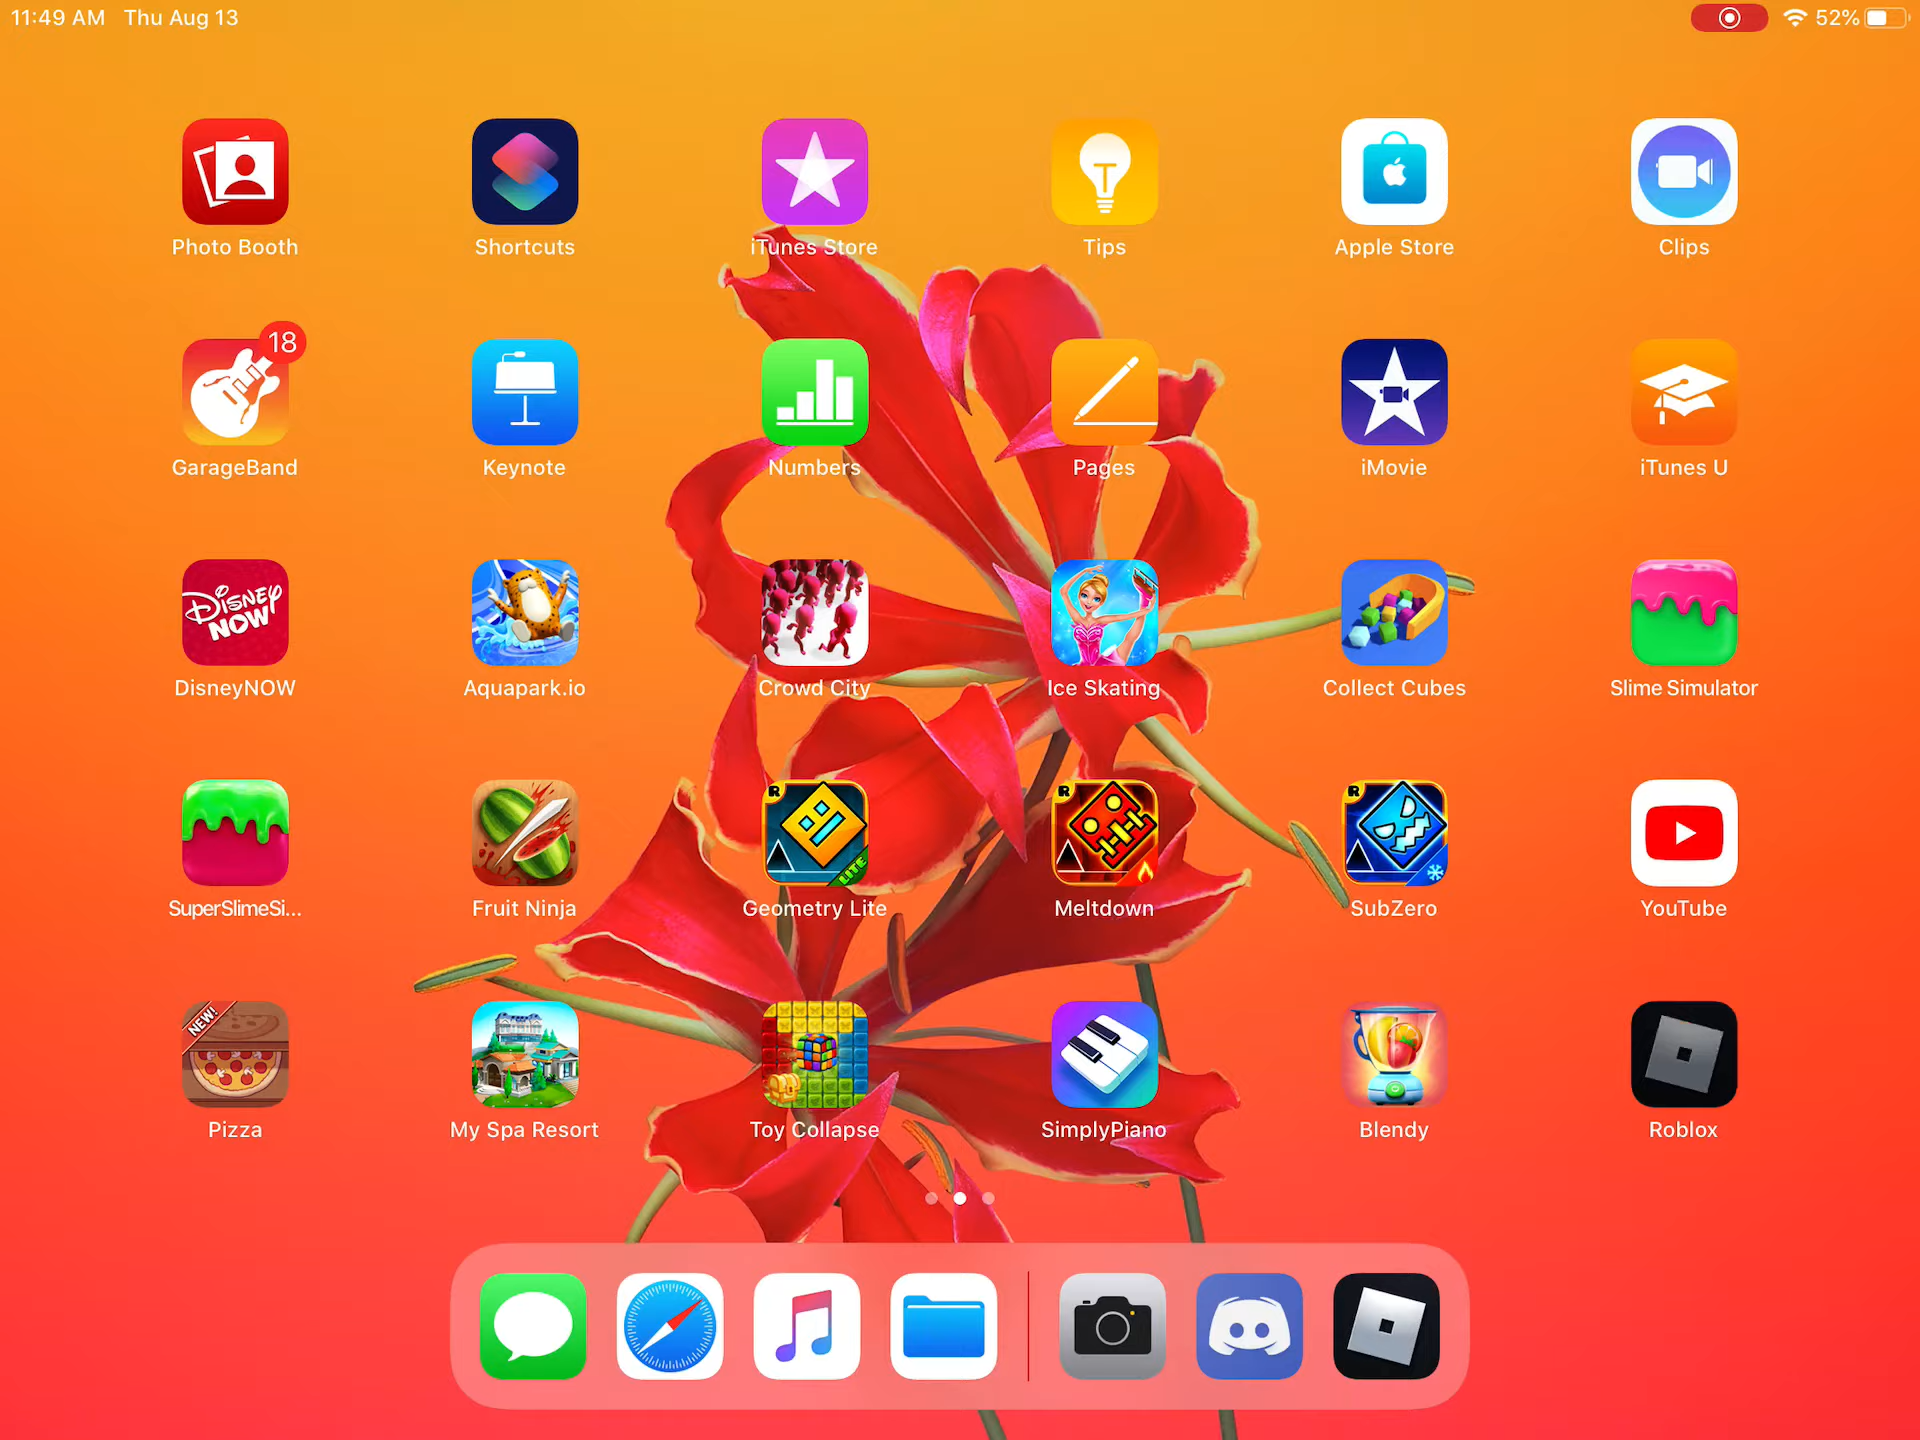 11:49 AM Thu Aug 13
52%
Photo Booth
Shortcuts
iTunes Store
Tips
Apple Store
Clips
18
GarageBand
Keynote
Numbers
Pages
iMovie
iTunes U
DISNEY
NOW
DisneyNOW
Aquapark.io
Crowd City
Ice Skating
Collect Cubes
Slime Simulator
SuperSlimeSi...
Fruit Ninja
R
LITE
Geometry Lite
R
Meltdown
R
SubZero
YouTube
NEW!
Pizza
My Spa Resort
Toy Collapse
SimplyPiano
Blendy
Roblox